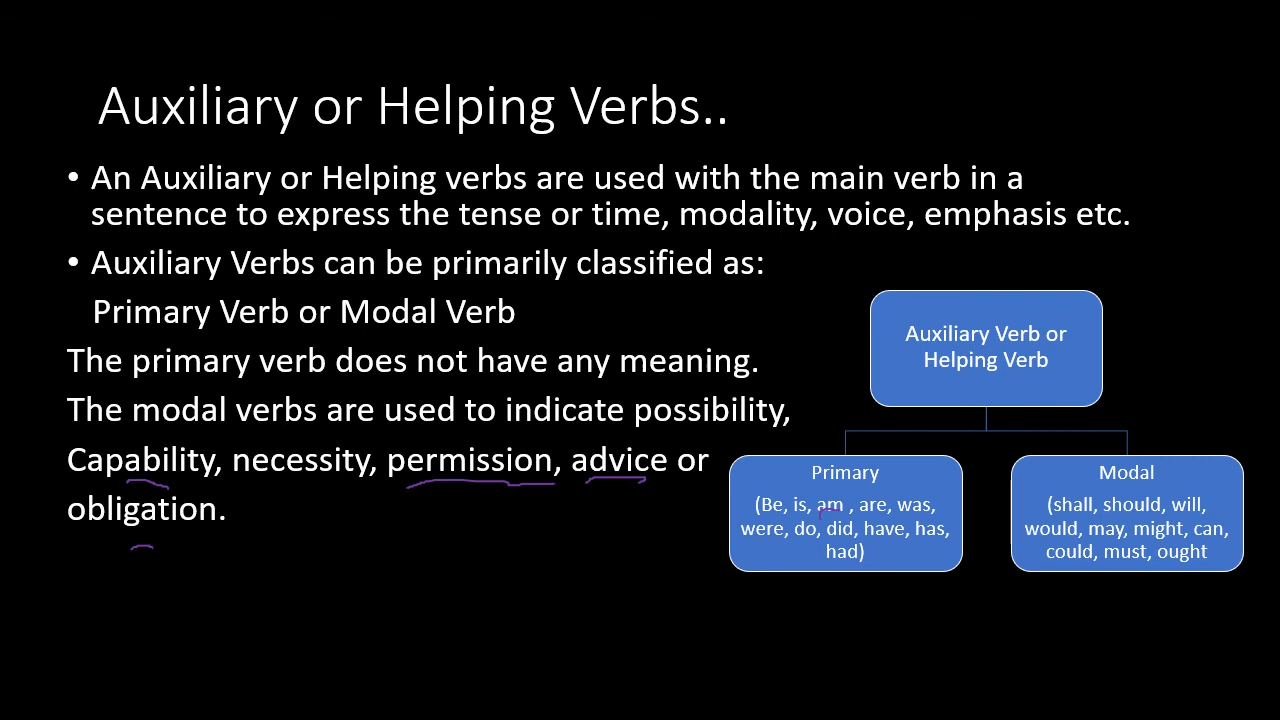 Auxiliary or Helping Verbs..
• An Auxiliary or Helping verbs are used with the main verb in a
sentence to express the tense or time, modality, voice, emphasis etc.
• Auxiliary Verbs can be primarily classified as:
Primary Verb or Modal Verb
The primary verb does not have any meaning.
The modal verbs are used to indicate possibility,
Capability, necessity, permission, advice or
obligation.
Auxiliary Verb or
Helping Verb
Primary
(Be, is, am , are, was,
were, do, did, have, has,
had)
Modal
(shall, should, will,
would, may, might, can,
could, must, ought